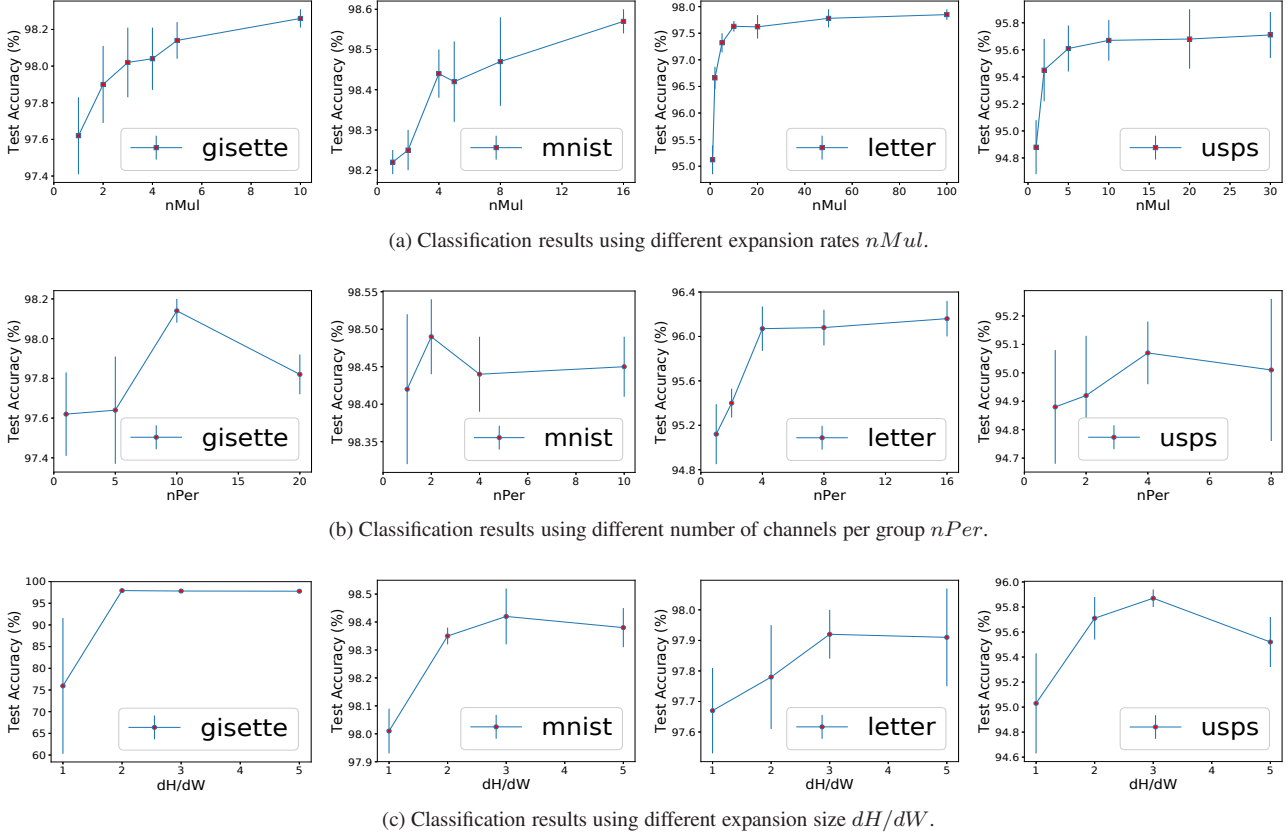 98.2
98.0
97.8
97.6
97.4
Test Accuracy (%)
0 2 4 6 8 10
nMul
gisette
98.6
98.5
98.4
98.3
98.2
Test Accuracy (%)
0 4 8 12 16
nMul
mnist
98.0
97.5
97.0
96.5
96.0
95.5
95.0
Test Accuracy (%)
0 20 40 60 80 100
nMul
letter
95.8
95.6
95.4
95.2
95.0
94.8
Test Accuracy (%)
0 5 10 15 20 25 30
nMul
usps
(a) Classification results using different expansion rates nMul.
98.2
98.0
97.8
97.6
97.4
Test Accuracy (%)
0 5 10 15 20
nPer
gisette
98.55
98.50
98.45
98.40
98.35
Test Accuracy (%)
0 2 4 6 8 10
nPer
mnist
96.4
96.0
95.6
95.2
94.8
Test Accuracy (%)
0 4 8 12 16
nPer
letter
95.2
95.1
95.0
94.9
94.8
94.7
Test Accuracy (%)
0 2 4 6 8
nPer
usps
(b) Classification results using different number of channels per group nPer.
100
95
90
85
80
75
70
65
60
Test Accuracy (%)
1 2 3 5
dH/dW
gisette
98.5
98.4
98.3
98.2
98.1
98.0
97.9
Test Accuracy (%)
1 2 3 5
dH/dW
mnist
98.0
97.9
97.8
97.7
97.6
Test Accuracy (%)
1 2 3 5
dH/dW
letter
96.0
95.8
95.6
95.4
95.2
95.0
94.8
94.6
Test Accuracy (%)
1 2 3 5
dH/dW
usps
(c) Classification results using different expansion size dH/dW.